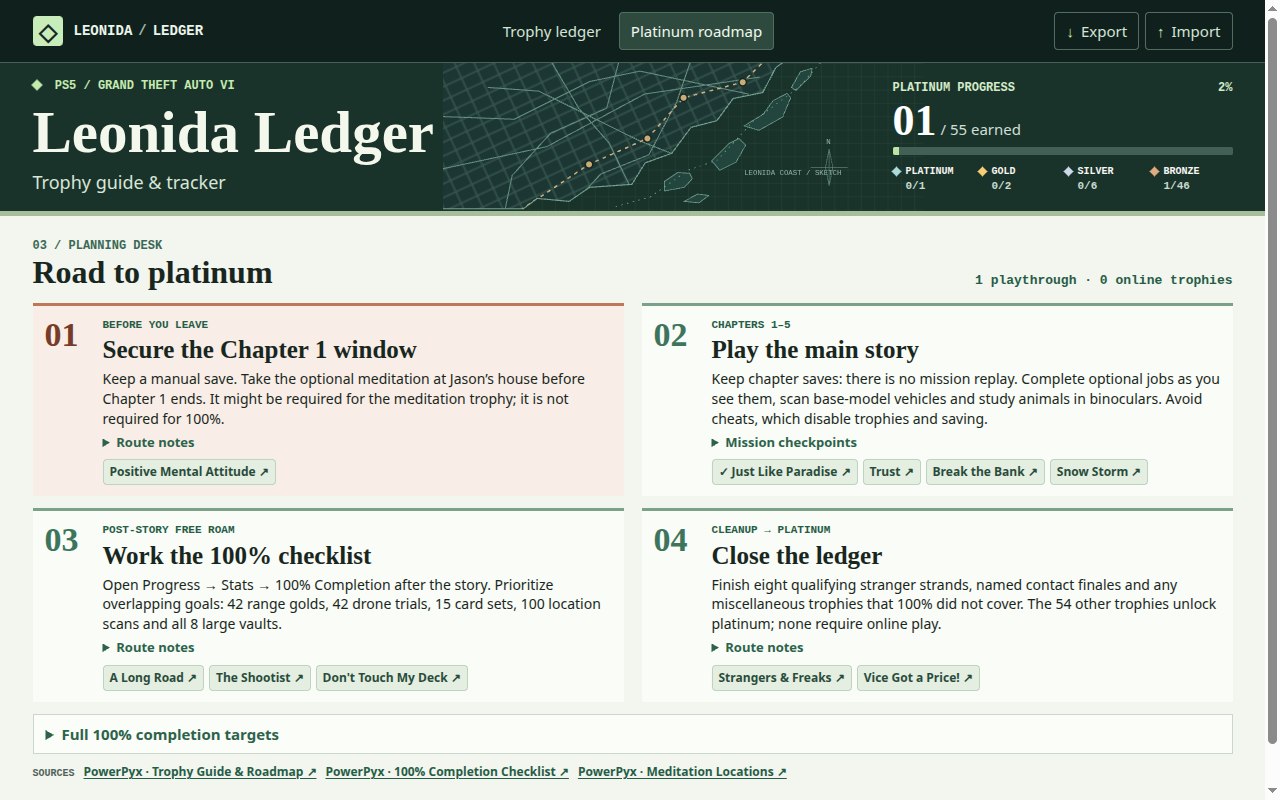 LEONIDA / LEDGER
Trophy ledger
Platinum roadmap
↓ Export
↑ Import
PS5 / GRAND THEFT AUTO VI
Leonida Ledger
Trophy guide & tracker
N
LEONIDA COAST / SKETCH
PLATINUM PROGRESS 2%
01 / 55 earned
PLATINUM 0/1
GOLD 0/2
SILVER 0/6
BRONZE 1/46
03 / PLANNING DESK
Road to platinum
1 playthrough · 0 online trophies
01
BEFORE YOU LEAVE
Secure the Chapter 1 window
Keep a manual save. Take the optional meditation at Jason’s house before
Chapter 1 ends. It might be required for the meditation trophy; it is not
required for 100%.
▶ Route notes
Positive Mental Attitude ↗
02
CHAPTERS 1–5
Play the main story
Keep chapter saves: there is no mission replay. Complete optional jobs as you
see them, scan base-model vehicles and study animals in binoculars. Avoid
cheats, which disable trophies and saving.
▶ Mission checkpoints
✓ Just Like Paradise ↗ Trust ↗ Break the Bank ↗ Snow Storm ↗
03
POST-STORY FREE ROAM
Work the 100% checklist
Open Progress → Stats → 100% Completion after the story. Prioritize
overlapping goals: 42 range golds, 42 drone trials, 15 card sets, 100 location
scans and all 8 large vaults.
▶ Route notes
A Long Road ↗ The Shootist ↗ Don't Touch My Deck ↗
04
CLEANUP → PLATINUM
Close the ledger
Finish eight qualifying stranger strands, named contact finales and any
miscellaneous trophies that 100% did not cover. The 54 other trophies unlock
platinum; none require online play.
▶ Route notes
Strangers & Freaks ↗ Vice Got a Price! ↗
▶ Full 100% completion targets
SOURCES PowerPyx · Trophy Guide & Roadmap ↗ PowerPyx · 100% Completion Checklist ↗ PowerPyx · Meditation Locations ↗